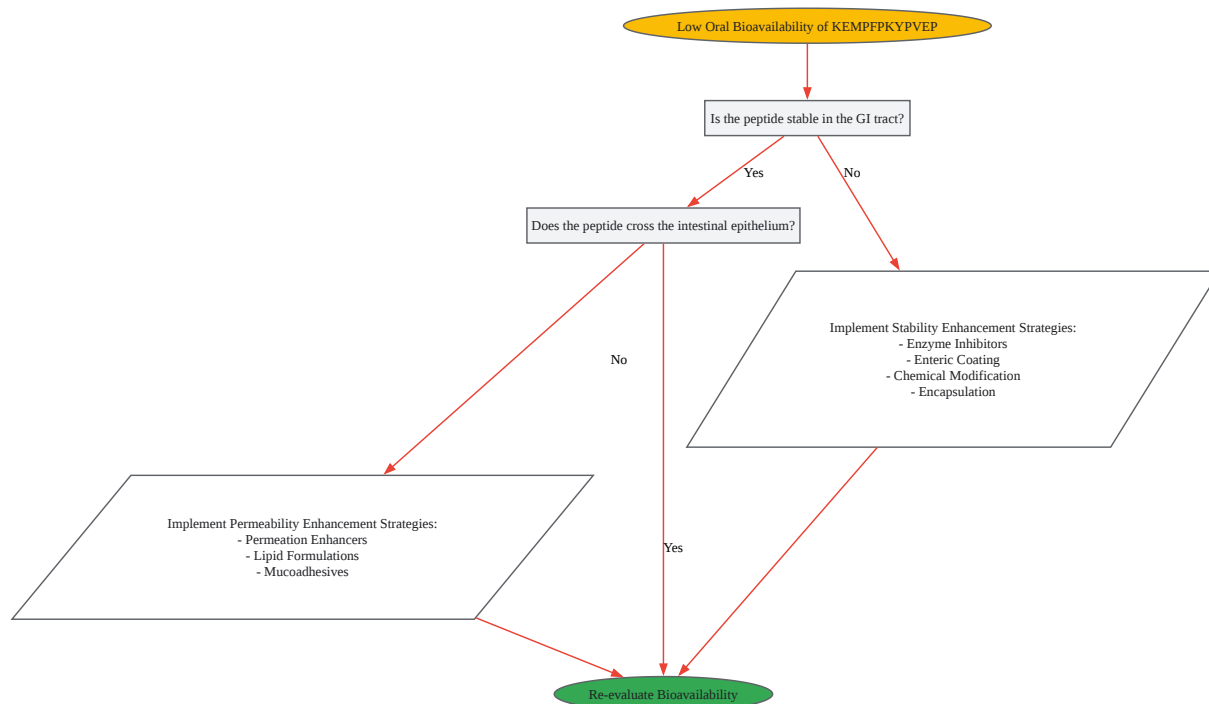 Low Oral Bioavailability of KEMPFPKYPVEP
Is the peptide stable in the GI tract?
Yes
No
Does the peptide cross the intestinal epithelium?
Implement Stability Enhancement Strategies:
- Enzyme Inhibitors
- Enteric Coating
- Chemical Modification
- Encapsulation
No
Implement Permeability Enhancement Strategies:
- Permeation Enhancers
- Lipid Formulations
- Mucoadhesives
Yes
Re-evaluate Bioavailability